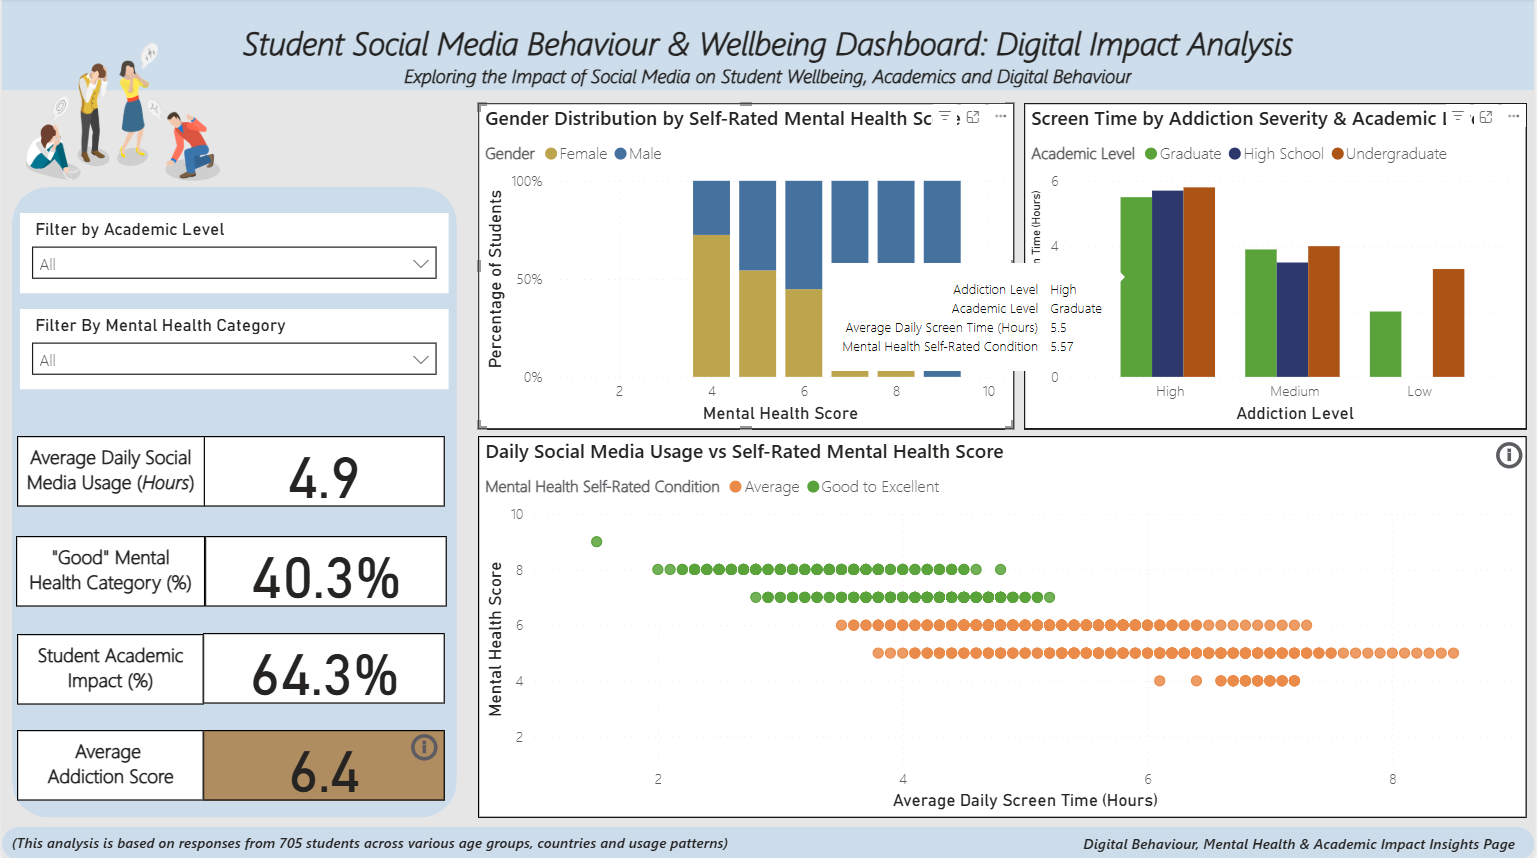 Student Social Media Behaviour & Wellbeing Dashboard: Digital Impact Analysis
Exploring the Impact of Social Media on Student Wellbeing, Academics and Digital Behaviour
Filter by Academic Level
All
Filter By Mental Health Category
All
Average Daily Social
Media Usage (Hours)
4.9
"Good" Mental
Health Category (%)
40.3%
Student Academic
Impact (%)
64.3%
Average
Addiction Score
6.4
Gender Distribution by Self-Rated Mental Health
Gender Female Male
Percentage of Students
100%
50%
0%
2 4 6 8 10
Mental Health Score
Screen Time by Addiction Severity & Academic
Academic Level Graduate High School Undergraduate
Time (Hours)
6
4
0
High Medium Low
Addiction Level
Addiction Level High
Academic Level Graduate
Average Daily Screen Time (Hours) 5.5
Mental Health Self-Rated Condition 5.57
Daily Social Media Usage vs Self-Rated Mental Health Score
Mental Health Self-Rated Condition Average Good to Excellent
Mental Health Score
10
8
6
4
2
2 4 6 8
Average Daily Screen Time (Hours)
(This analysis is based on responses from 705 students across various age groups, countries and usage patterns)
Digital Behaviour, Mental Health & Academic Impact Insights Page